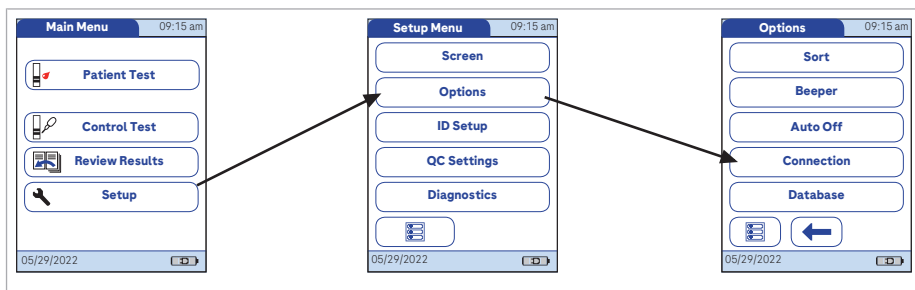 Main Menu 09:15 am
Patient Test
Control Test
Review Results
Setup
05/29/2022
Setup Menu 09:15 am
Screen
Options
ID Setup
QC Settings
Diagnostics
05/29/2022
Options 09:15 am
Sort
Beeper
Auto Off
Connection
Database
05/29/2022